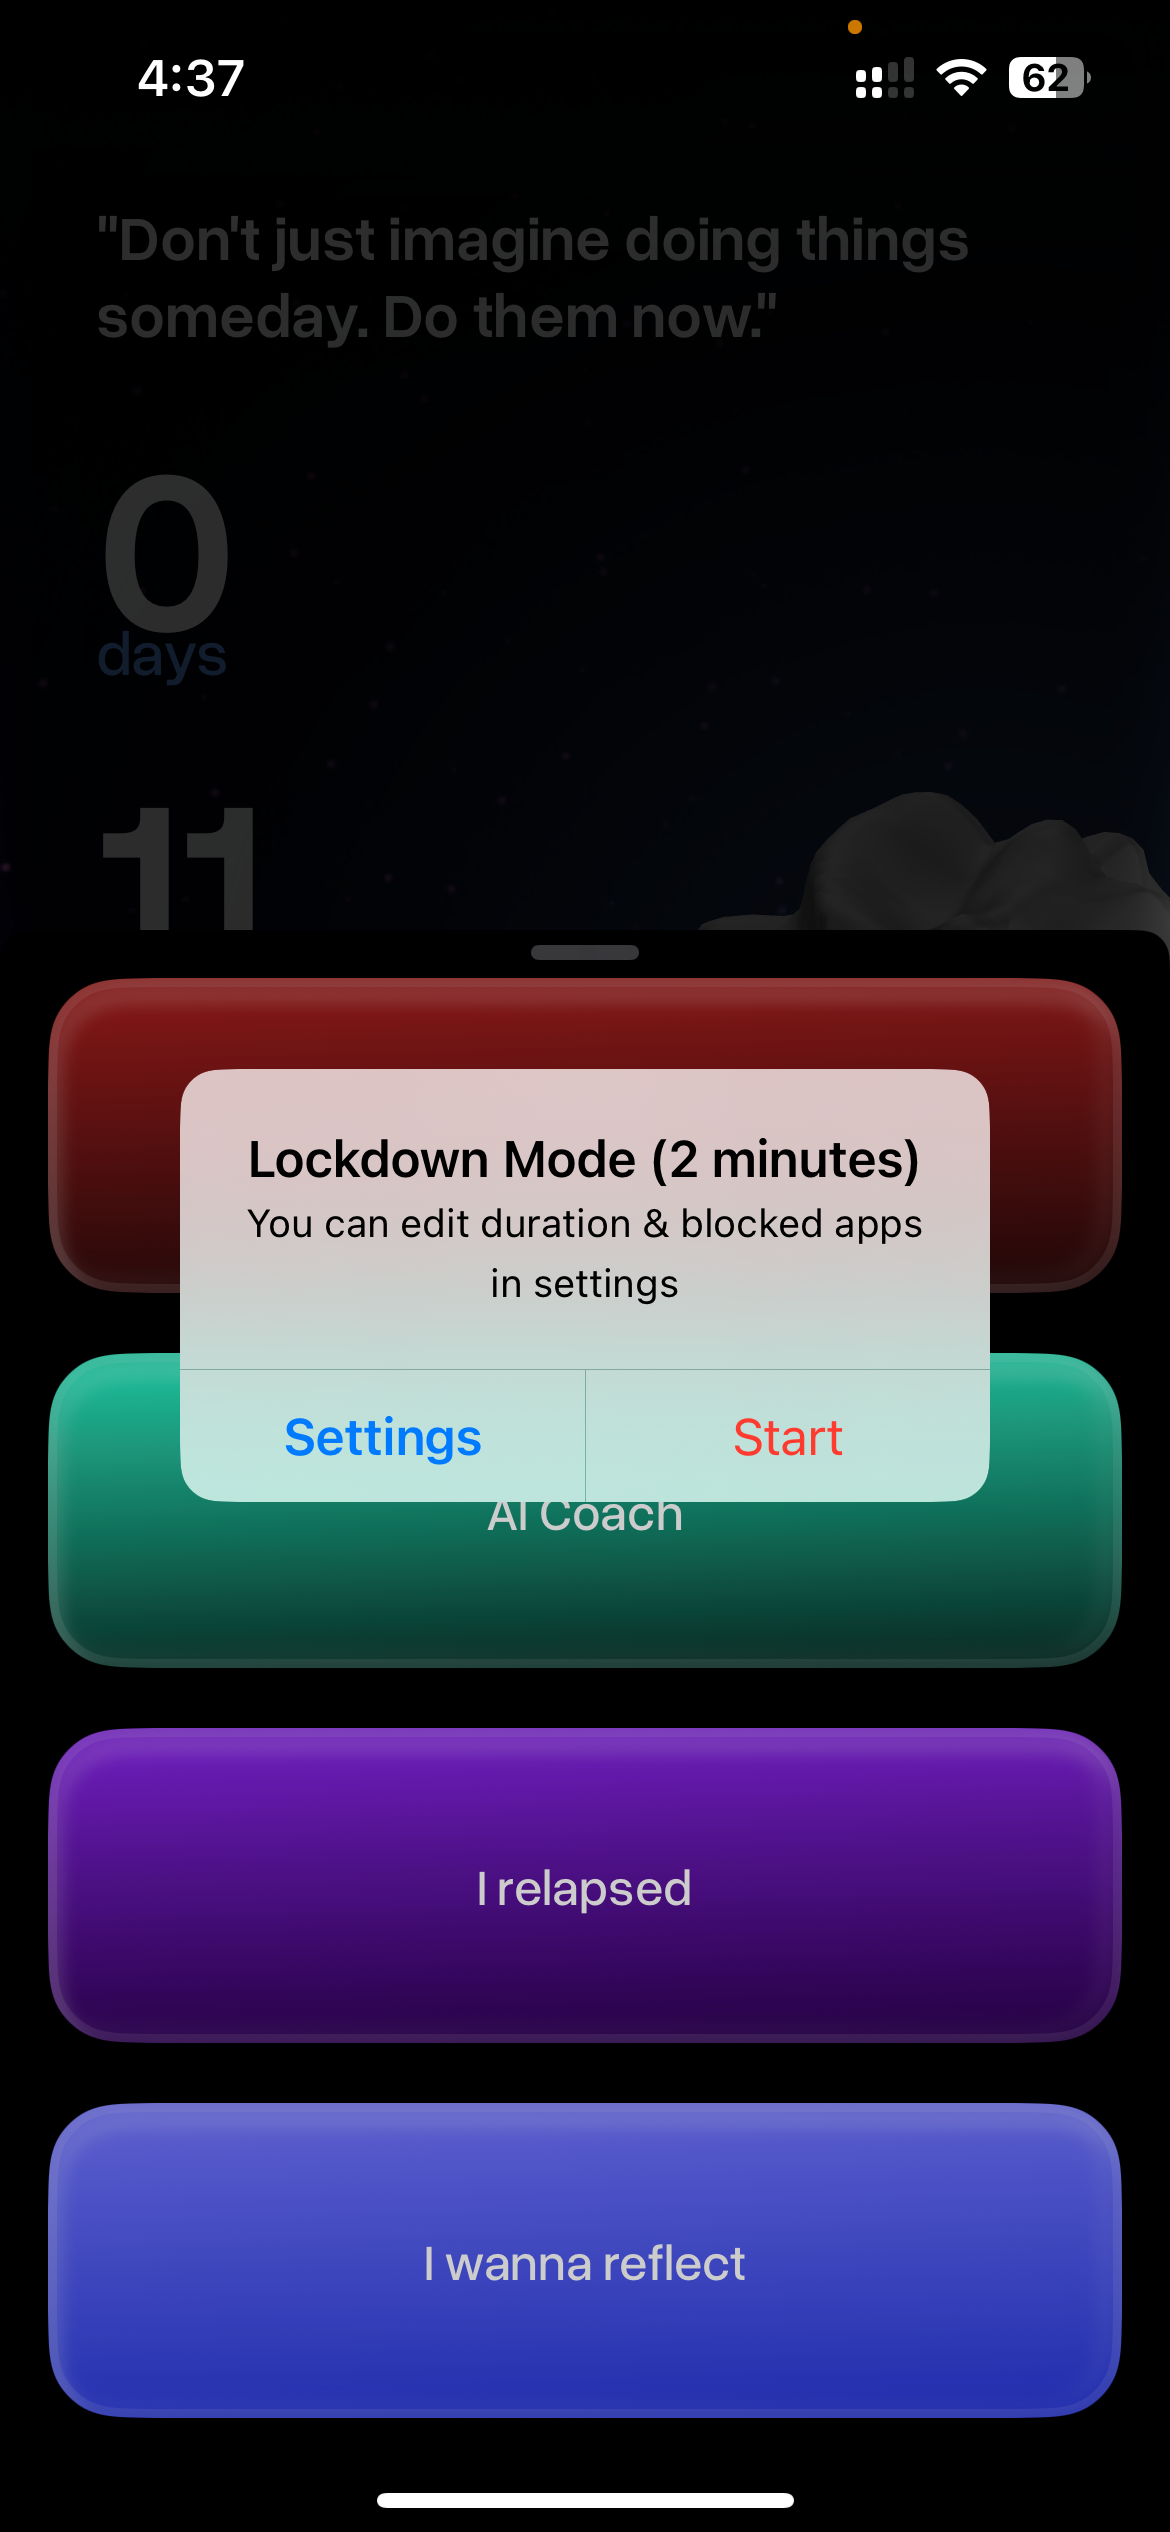 4:37
62
"Don't just imagine doing things
someday. Do them now."
0
days
11
Lockdown Mode (2 minutes)
You can edit duration & blocked apps
in settings
Settings
Start
AI Coach
I relapsed
I wanna reflect